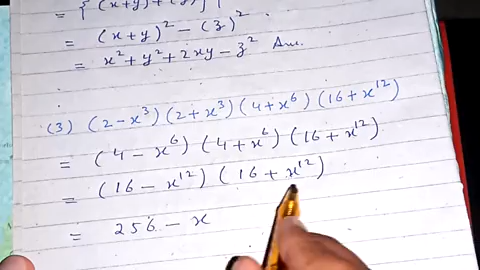 = {(x+y)
= (x+y)² - (z)²
= x² + y² + 2xy - z² Ans.
(3) (2-x³) (2+x³) (4+x⁶) (16+x¹²)
= (4-x⁶) (4+x⁶) (16+x¹²)
= (16-x¹²) (16+x¹²)
= 256 - x